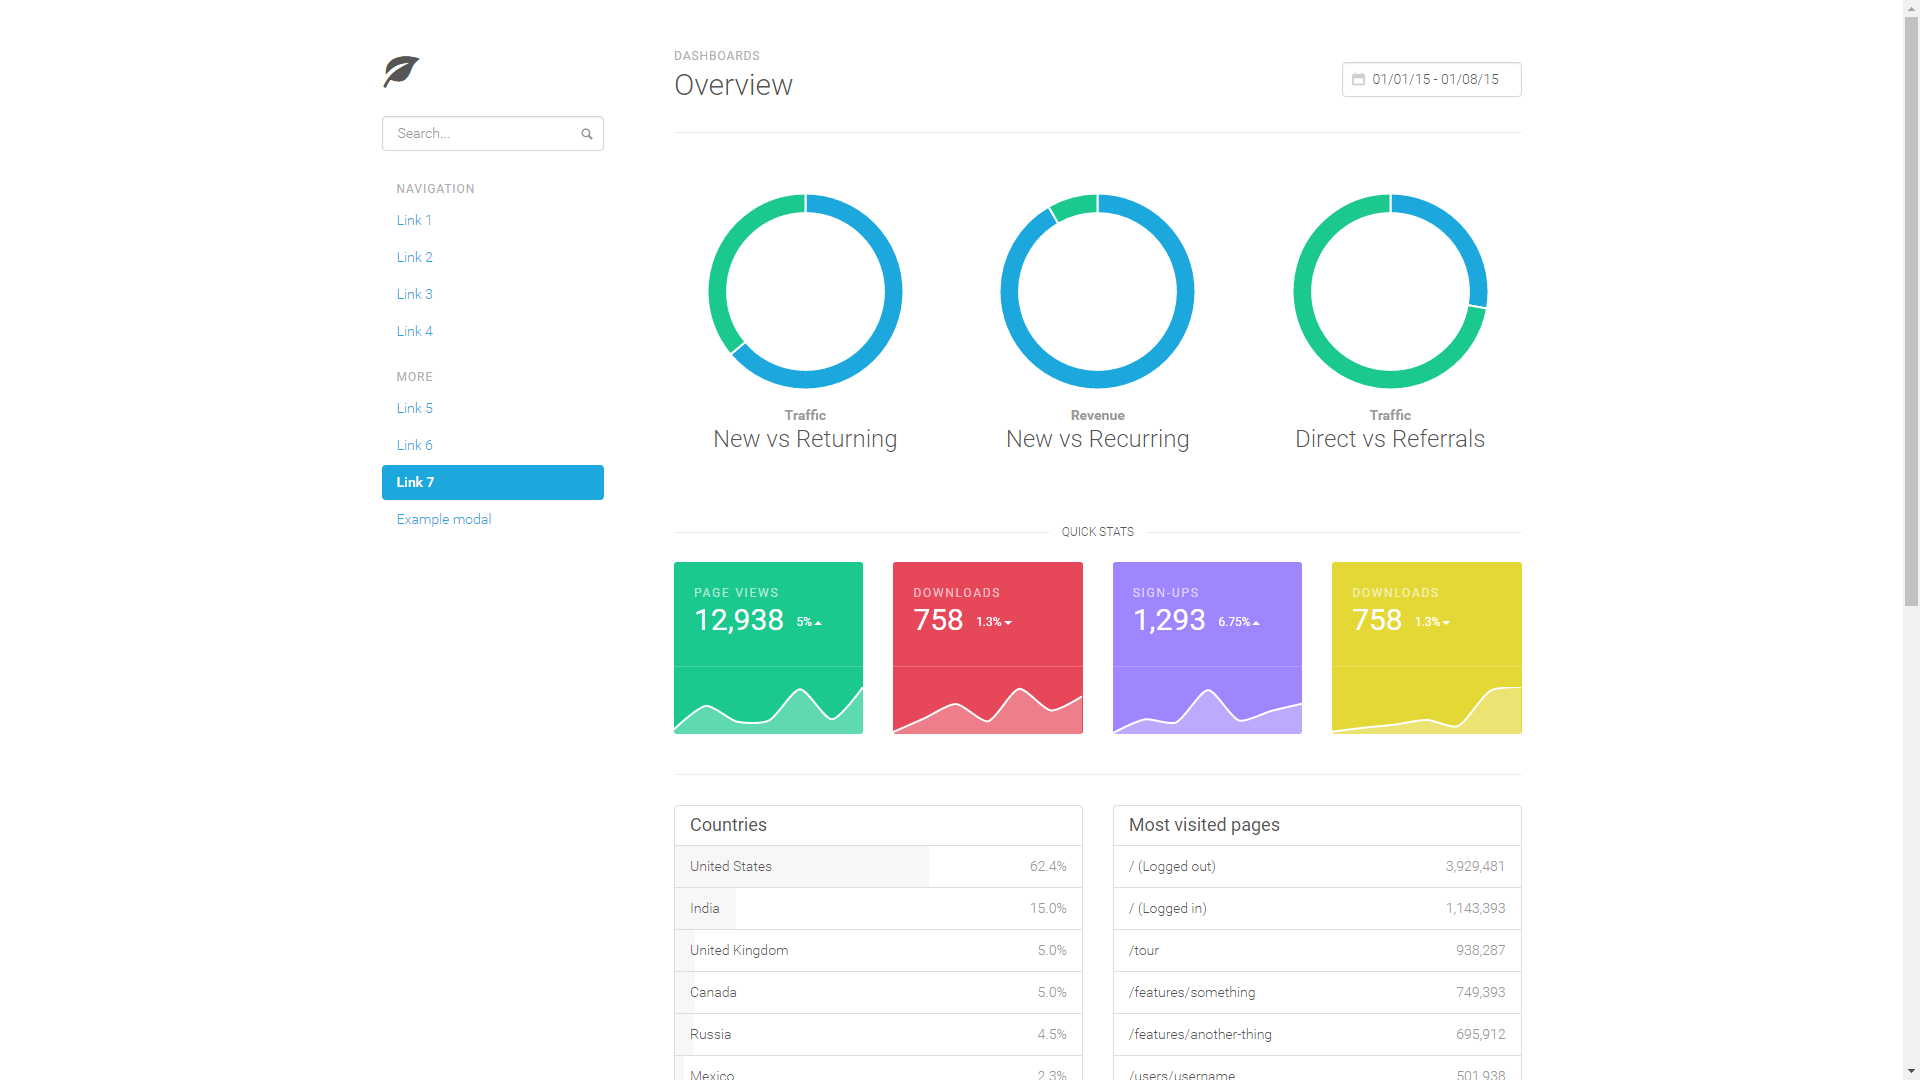 Search...
NAVIGATION
Link 1
Link 2
Link 3
Link 4
MORE
Link 5
Link 6
Link 7
Example modal
DASHBOARDS
Overview
01/01/15 - 01/08/15
Traffic
New vs Returning
Revenue
New vs Recurring
Traffic
Direct vs Referrals
QUICK STATS
PAGE VIEWS
12,938 5%
DOWNLOADS
758 1.3%
SIGN-UPS
1,293 6.75%
DOWNLOADS
758 1.3%
Countries
United States 62.4%
India 15.0%
United Kingdom 5.0%
Canada 5.0%
Russia 4.5%
Mexico 2.3%
Most visited pages
/ (Logged out) 3,929,481
/ (Logged in) 1,143,393
/tour 938,287
/features/something 749,393
/features/another-thing 695,912
/users/username 501,938